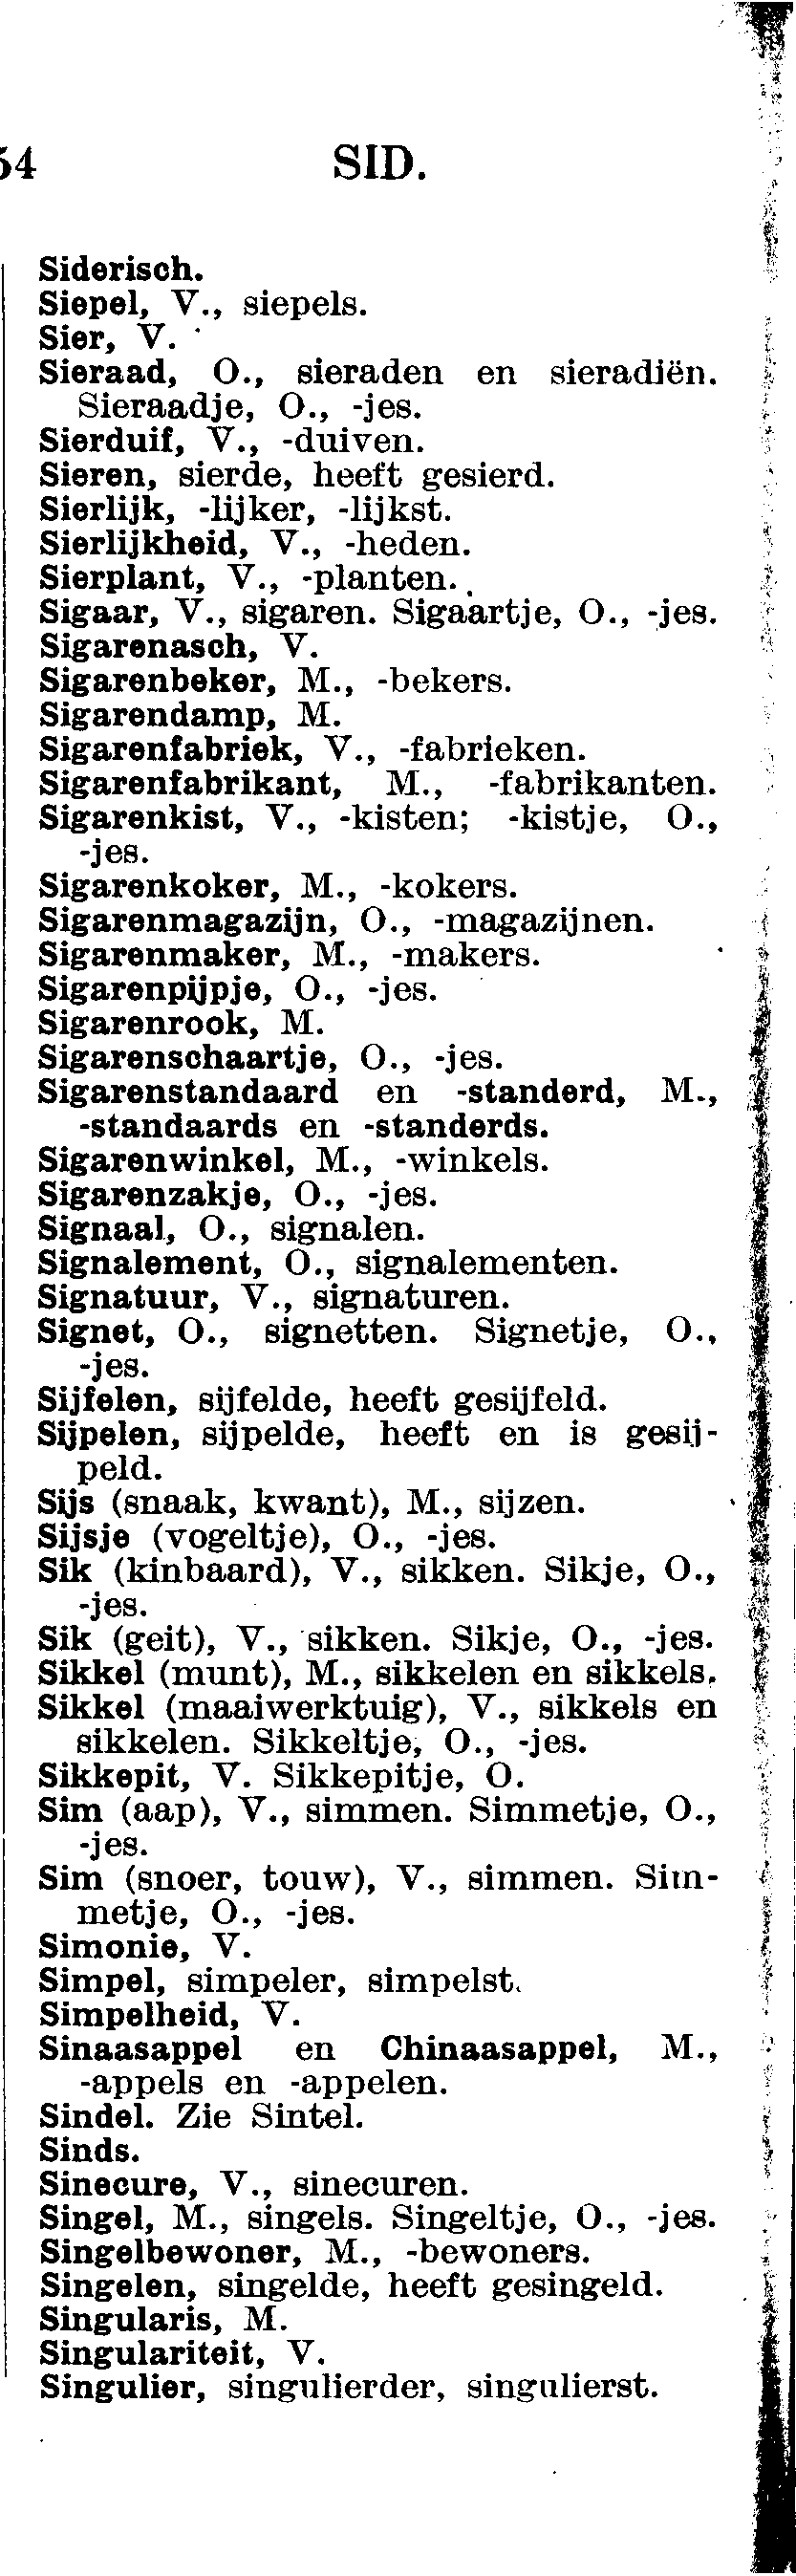 54 SID.
Siderisch.
Siepel, V., siepels.
Sier, V.
Sieraad, O., sieraden en sieradiën.
Sieraadje, O., -jes.
Sierduif, V., -duiven.
Sieren, sierde, heeft gesierd.
Sierlijk, -lijker, -lijkst.
Sierlijkheid, V., -heden.
Sierplant, V., -planten.
Sigaar, V., sigaren. Sigaartje, O., -jes.
Sigarenasch, V.
Sigarenbeker, M., -bekers.
Sigarendamp, M.
Sigarenfabriek, V., -fabrieken.
Sigarenfabrikant, M., -fabrikanten.
Sigarenkist, V., -kisten; -kistje, O.,
-jes.
Sigarenkoker, M., -kokers.
Sigarenmagazijn, O., -magazijnen.
Sigarenmaker, M., -makers.
Sigarenpijpje, O., -jes.
Sigarenrook, M.
Sigarenschaartje, O., -jes.
Sigarenstandaard en -standerd, M.,
-standaards en -standerds.
Sigarenwinkel, M., -winkels.
Sigarenzakje, O., -jes.
Signaal, O., signalen.
Signalement, O., signalementen.
Signatuur, V., signaturen.
Signet, O., signetten. Signetje, O.,
-jes.
Sijfelen, sijfelde, heeft gesijfeld.
Sijpelen, sijpelde, heeft en is gesij-
peld.
Sijs (snaak, kwant), M., sijzen.
Sijsje (vogeltje), O., -jes.
Sik (kinbaard), V., sikken. Sikje, O.,
-jes.
Sik (geit), V., sikken. Sikje, O., -jes.
Sikkel (munt), M., sikkelen en sikkels.
Sikkel (maaiwerktuig), V., sikkels en
sikkelen. Sikkeltje, O., -jes.
Sikkepit, V. Sikkepitje, O.
Sim (aap), V., simmen. Simmetje, O.,
-jes.
Sim (snoer, touw), V., simmen. Sim-
metje, O., -jes.
Simonie, V.
Simpel, simpeler, simpelst.
Simpelheid, V.
Sinaasappel en Chinaasappel, M.,
-appels en -appelen.
Sindel. Zie Sintel.
Sinds.
Sinecure, V., sinecuren.
Singel, M., singels. Singeltje, O., -jes.
Singelbewoner, M., -bewoners.
Singelen, singelde, heeft gesingeld.
Singularis, M.
Singulariteit, V.
Singulier, singulierder, singulierst.